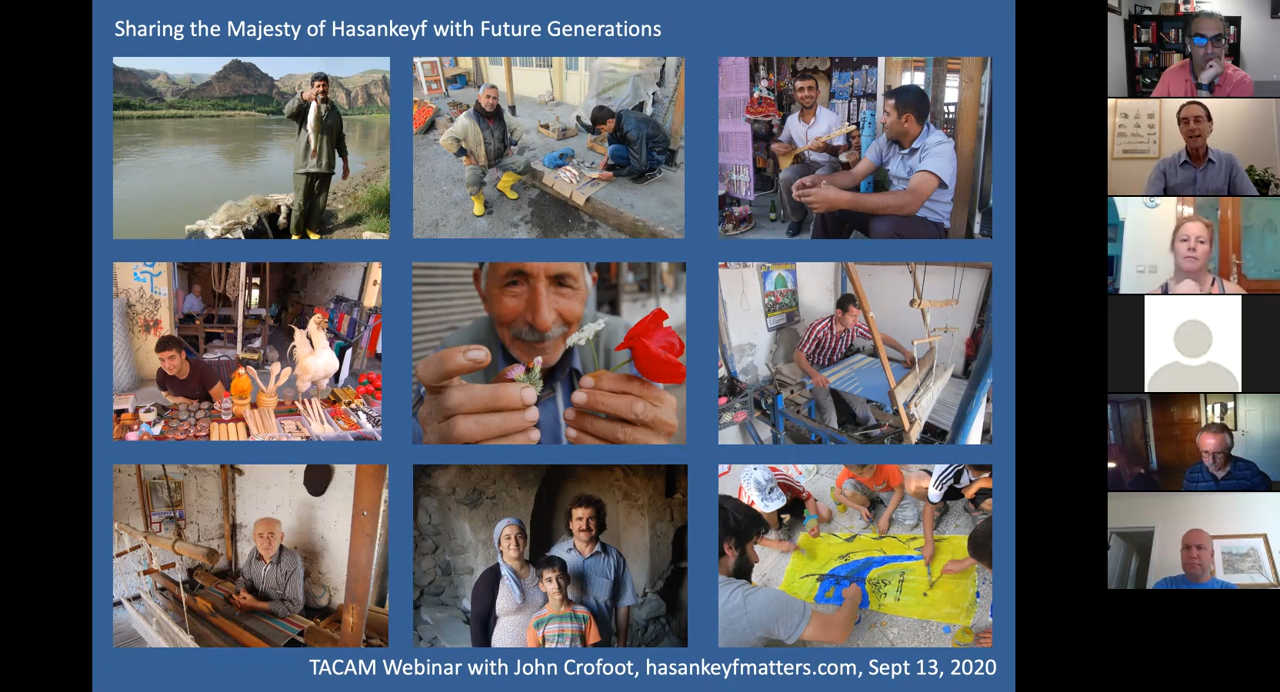 Sharing the Majesty of Hasankeyf with Future Generations
TACAM Webinar with John Crofoot, hasankeyfmatters.com, Sept 13, 2020